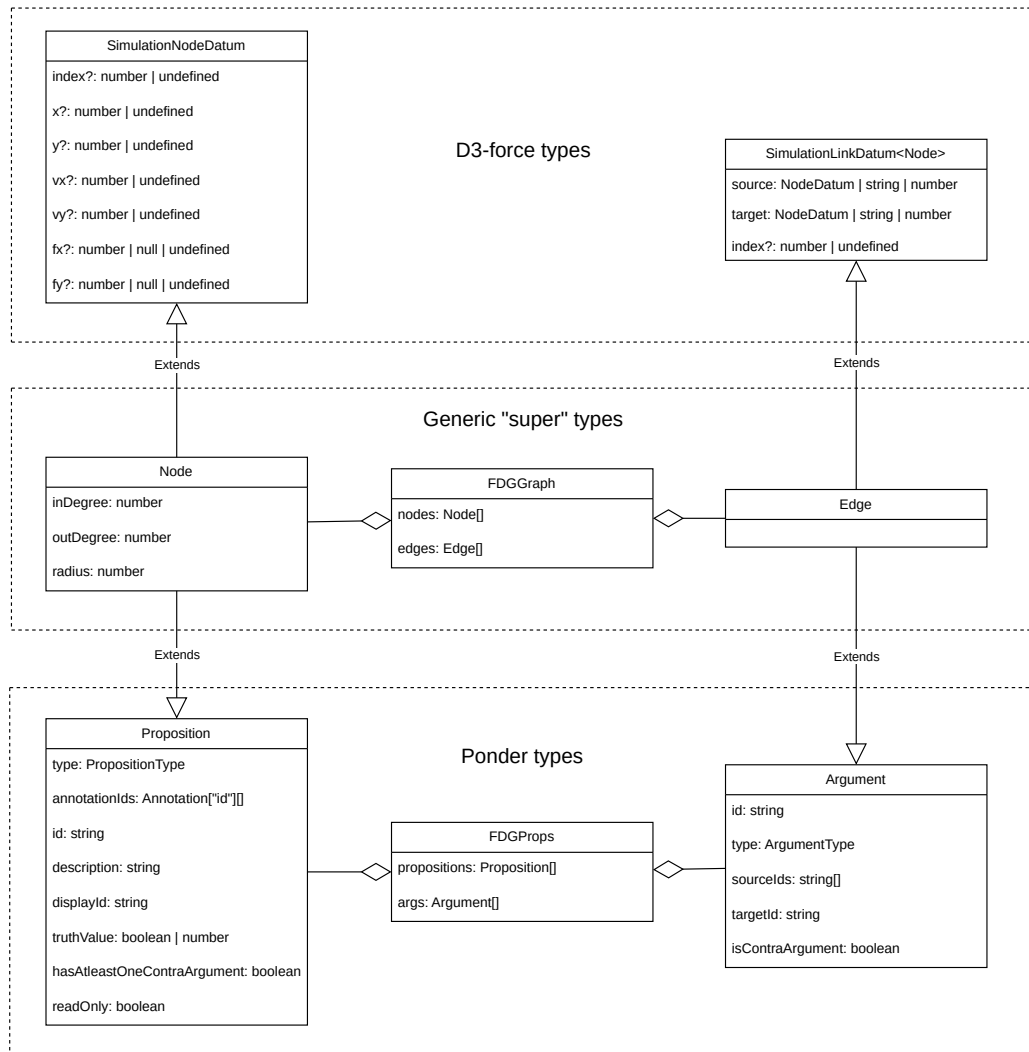 SimulationNodeDatum
index?: number | undefined
x?: number | undefined
y?: number | undefined
vx?: number | undefined
vy?: number | undefined
fx?: number | null | undefined
fy?: number | null | undefined
D3-force types
SimulationLinkDatum<Node>
source: NodeDatum | string | number
target: NodeDatum | string | number
index?: number | undefined
Extends
Extends
Generic "super" types
Node
inDegree: number
outDegree: number
radius: number
FDGGraph
nodes: Node[]
edges: Edge[]
Edge
Extends
Extends
Ponder types
Proposition
type: PropositionType
annotationIds: Annotation["id"][]
id: string
description: string
displayId: string
truthValue: boolean | number
hasAtleastOneContraArgument: boolean
readOnly: boolean
FDGProps
propositions: Proposition[]
args: Argument[]
Argument
id: string
type: ArgumentType
sourceIds: string[]
targetId: string
isContraArgument: boolean